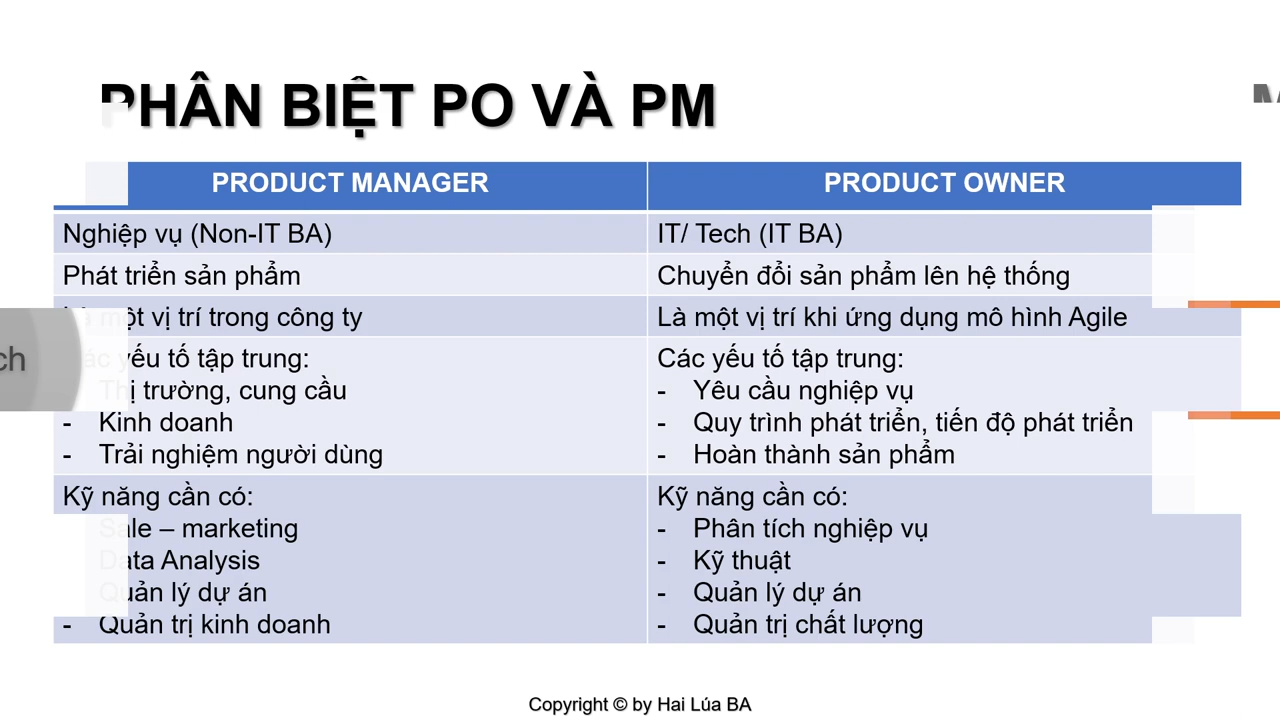 PHÂN BIỆT PO VÀ PM
PRODUCT MANAGER
PRODUCT OWNER
Nghiệp vụ (Non-IT BA)
IT/ Tech (IT BA)
Phát triển sản phẩm
Chuyển đổi sản phẩm lên hệ thống
Là một vị trí trong công ty
Là một vị trí khi ứng dụng mô hình Agile
Các yếu tố tập trung:
Thị trường, cung cầu
- Kinh doanh
- Trải nghiệm người dùng
Các yếu tố tập trung:
- Yêu cầu nghiệp vụ
- Quy trình phát triển, tiến độ phát triển
- Hoàn thành sản phẩm
Kỹ năng cần có:
Sale – marketing
Data Analysis
Quản lý dự án
- Quản trị kinh doanh
Kỹ năng cần có:
- Phân tích nghiệp vụ
- Kỹ thuật
- Quản lý dự án
- Quản trị chất lượng
ch
Copyright © by Hai Lúa BA